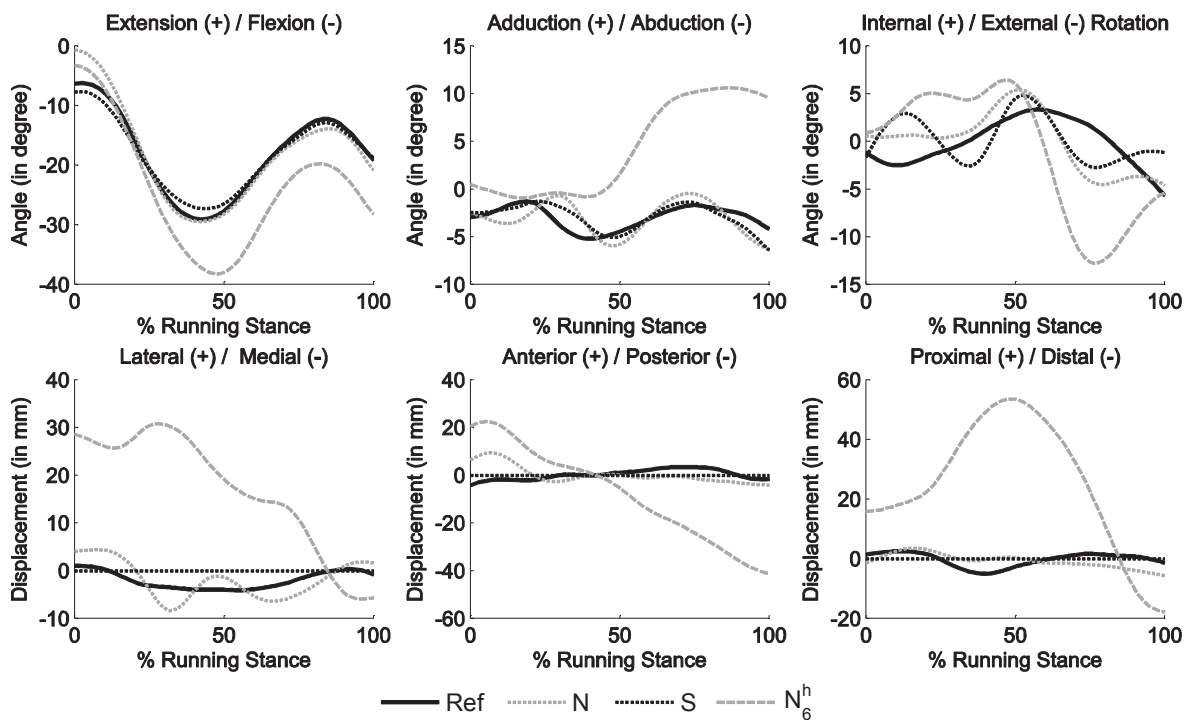 Extension (+) / Flexion (-)
Adduction (+) / Abduction (-)
Internal (+) / External (-) Rotation
Angle (in degree)
0
-10
-20
-30
-40
0
50
100
% Running Stance
Angle (in degree)
15
10
5
0
-5
-10
0
50
100
% Running Stance
Angle (in degree)
10
5
0
-5
-10
-15
0
50
100
% Running Stance
Lateral (+) / Medial (-)
Anterior (+) / Posterior (-)
Proximal (+) / Distal (-)
Displacement (in mm)
40
30
20
10
0
-10
0
50
100
% Running Stance
Displacement (in mm)
40
20
0
-20
-40
-60
0
50
100
% Running Stance
Displacement (in mm)
60
40
20
0
-20
0
50
100
% Running Stance
Ref N S N₆ʰ